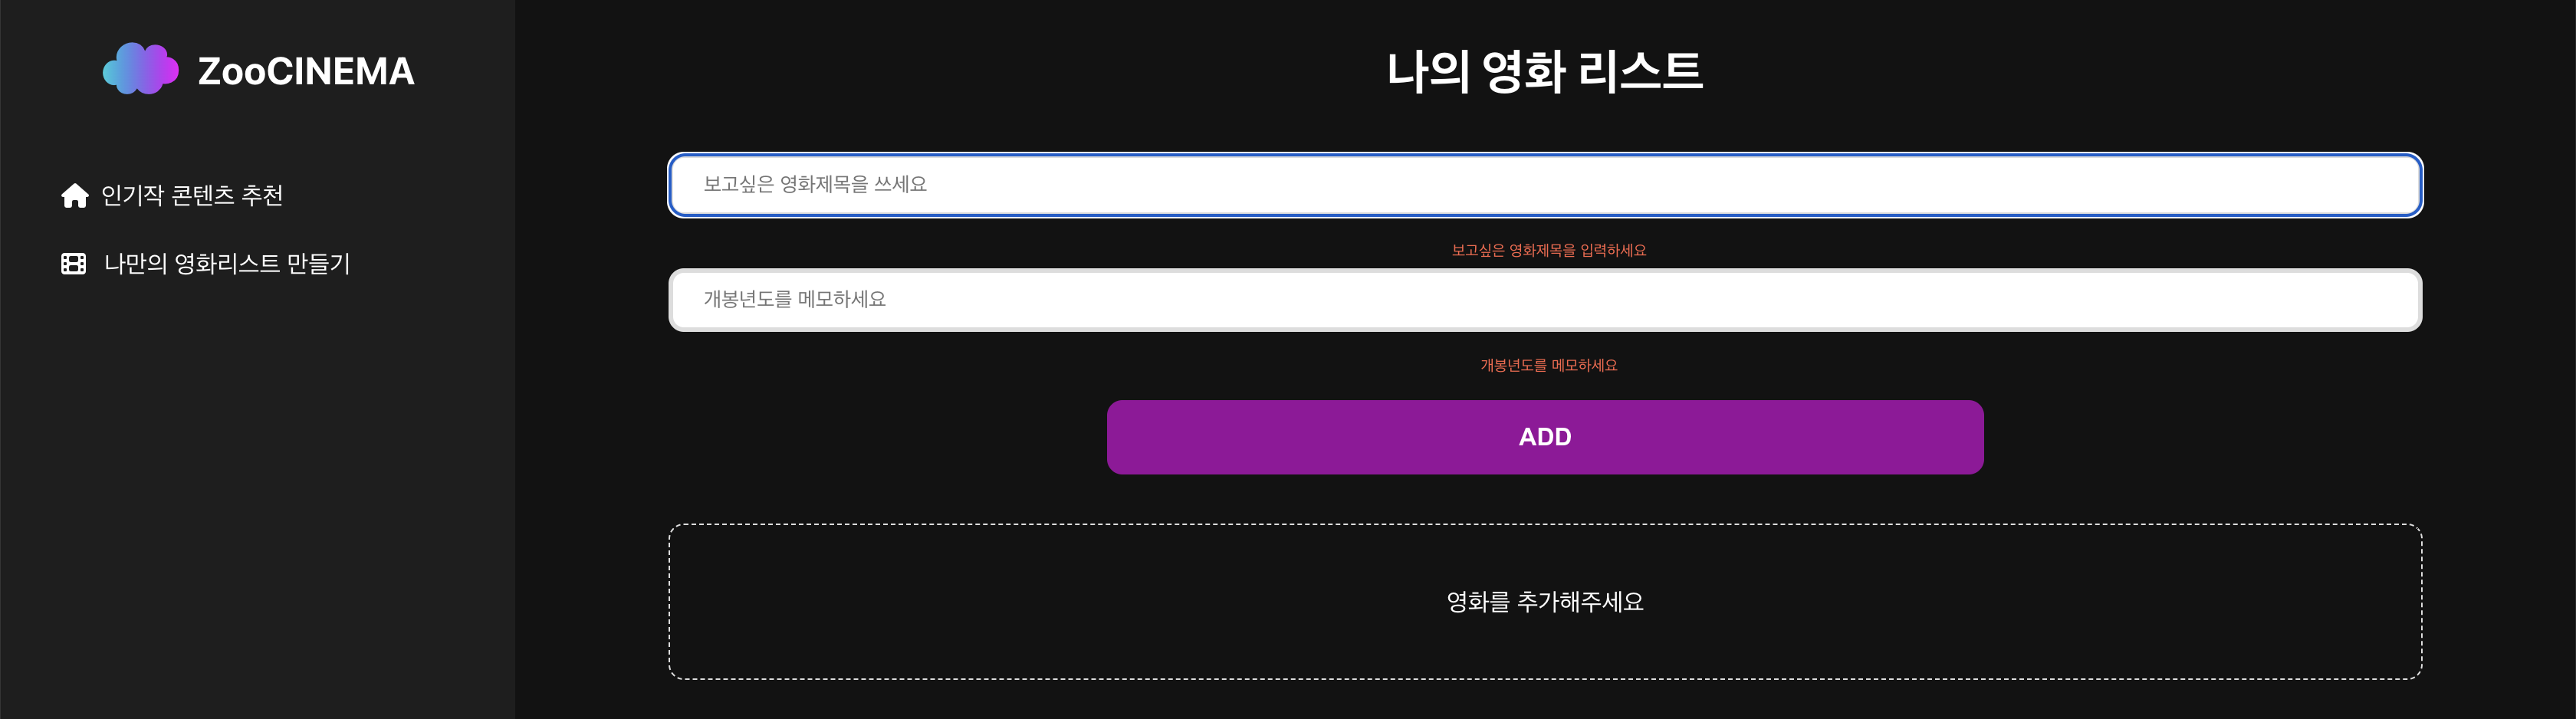 ZooCINEMA
인기작 콘텐츠 추천
나만의 영화리스트 만들기
나의 영화 리스트
보고싶은 영화제목을 쓰세요
보고싶은 영화제목을 입력하세요
개봉년도를 메모하세요
개봉년도를 메모하세요
ADD
영화를 추가해주세요